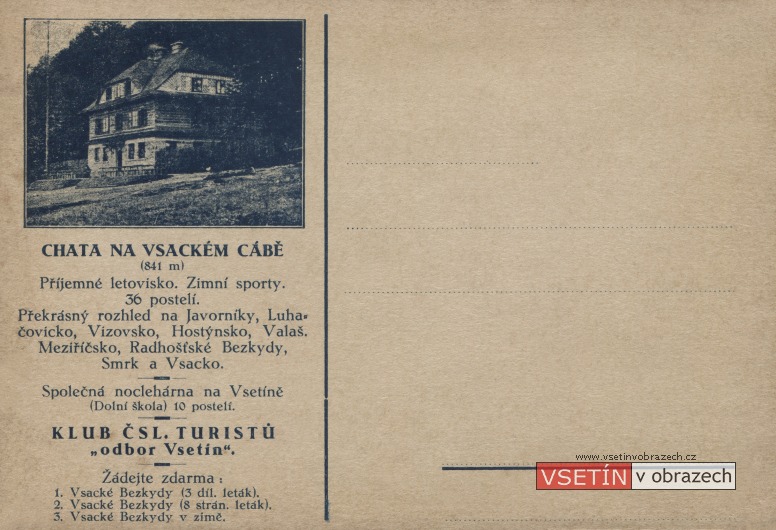 CHATA NA VSACKÉM CÁBĚ
(841 m)
Příjemné letovisko. Zimní sporty.
36 postelí.
Překrásný rozhled na Javorníky, Luha-
čovicko, Vizovsko, Hostýnsko, Valaš.
Meziříčsko, Radhošťské Bezkydy,
Smrk a Vsacko.
Společná noclehárna na Vsetíně
(Dolní škola) 10 postelí.
KLUB ČSL. TURISTŮ
„odbor Vsetín“.
Žádejte zdarma :
1. Vsacké Bezkydy (3 díl. leták).
2. Vsacké Bezkydy (8 strán. leták).
3. Vsacké Bezkydy v zimě.
www.vsetinvobrazech.cz
VSETÍN v obrazech